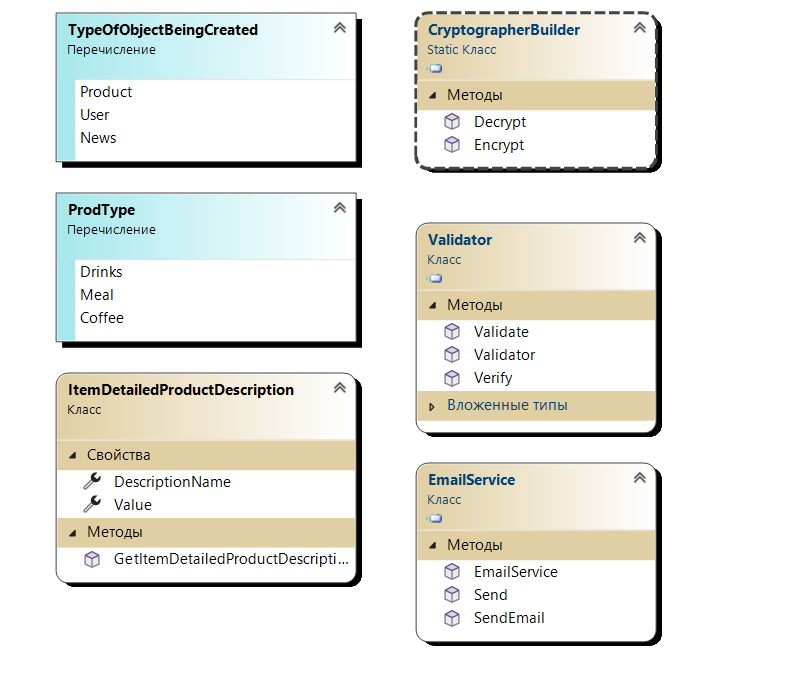 TypeOfObjectBeingCreated
Перечисление
Product
User
News
ProdType
Перечисление
Drinks
Meal
Coffee
ItemDetailedProductDescription
Класс
Свойства
DescriptionName
Value
Методы
GetItemDetailedProductDescripti...
CryptographerBuilder
Static Класс
Методы
Decrypt
Encrypt
Validator
Класс
Методы
Validate
Validator
Verify
Вложенные типы
EmailService
Класс
Методы
EmailService
Send
SendEmail